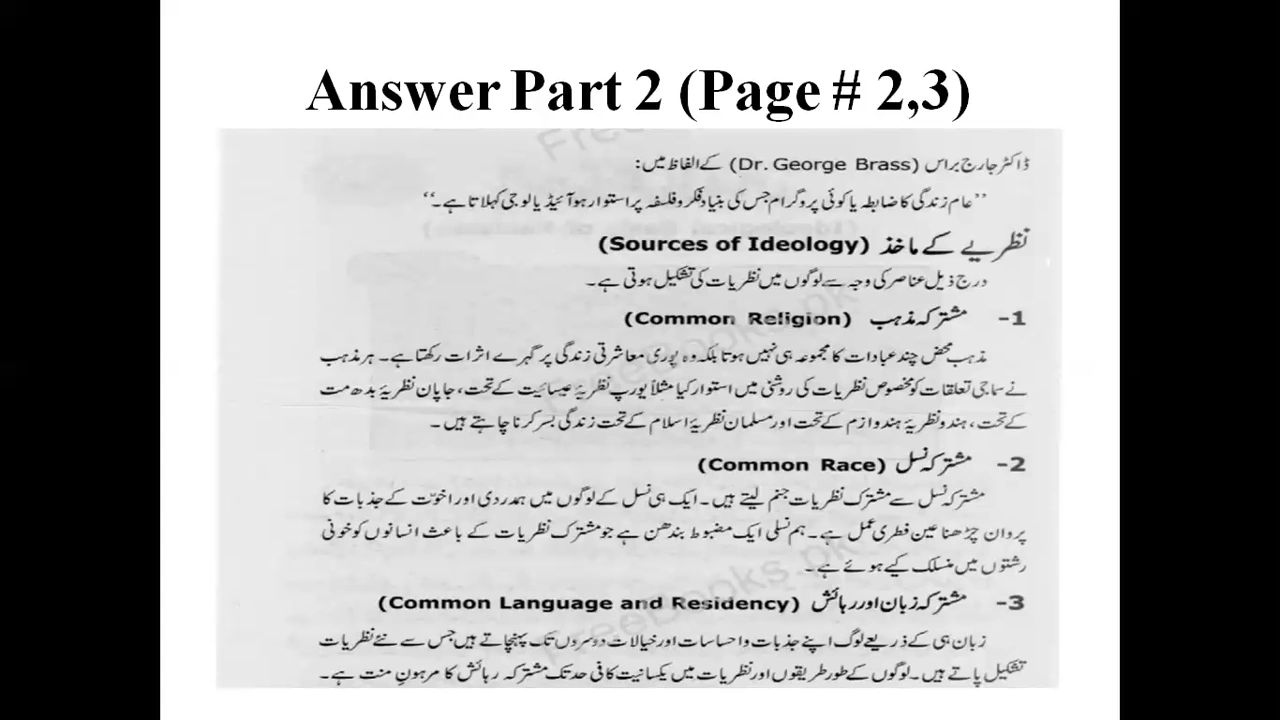 Answer Part 2 (Page # 2,3)
ڈاکٹر جارج براس (Dr. George Brass) کے الفاظ میں:
’’عام زندگی کا ضابطہ یا کوئی پروگرام جس کی بنیاد فکر و فلسفہ پر استوار ہو آئیڈیالوجی کہلاتا ہے۔‘‘
نظریے کے ماخذ (Sources of Ideology)
درج ذیل عناصر کی وجہ سے لوگوں میں نظریات کی تشکیل ہوتی ہے۔
1- مشترکہ مذہب (Common Religion)
مذہب محض چند عبادات کا مجموعہ ہی نہیں ہوتا بلکہ وہ پوری معاشرتی زندگی پر گہرے اثرات رکھتا ہے۔ ہر مذہب
نے سماجی تعلقات کو مخصوص نظریات کی روشنی میں استوار کیا مثلاً یورپ نظریۂ عیسائیت کے تحت، جاپان نظریۂ بدھ مت
کے تحت، ہندو نظریۂ ہندوازم کے تحت اور مسلمان نظریۂ اسلام کے تحت زندگی بسر کرنا چاہتے ہیں۔
2- مشترکہ نسل (Common Race)
مشترکہ نسل سے مشترک نظریات جنم لیتے ہیں۔ ایک ہی نسل کے لوگوں میں ہمدردی اور اخوّت کے جذبات کا
پروان چڑھنا عین فطری عمل ہے۔ ہم نسلی ایک مضبوط بندھن ہے جو مشترک نظریات کے باعث انسانوں کو خونی
رشتوں میں منسلک کیے ہوئے ہے۔
3- مشترکہ زبان اور رہائش (Common Language and Residency)
زبان ہی کے ذریعے لوگ اپنے جذبات و احساسات اور خیالات دوسروں تک پہنچاتے ہیں جس سے نئے نظریات
تشکیل پاتے ہیں۔ لوگوں کے طور طریقوں اور نظریات میں یکسانیت کافی حد تک مشترکہ رہائش کا مرہونِ منت ہے۔
FreeBooks.pk
FreeBooks.pk